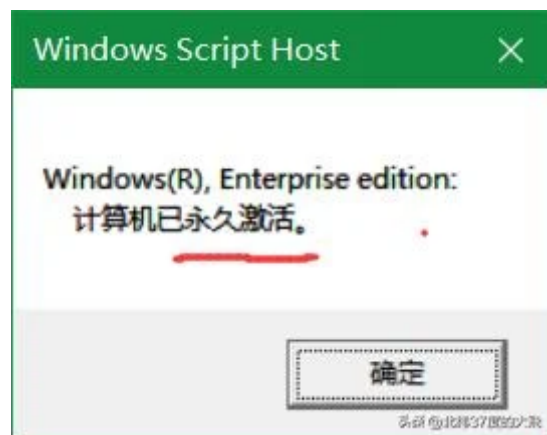 Windows Script Host
Windows(R), Enterprise edition:
计算机已永久激活。
确定